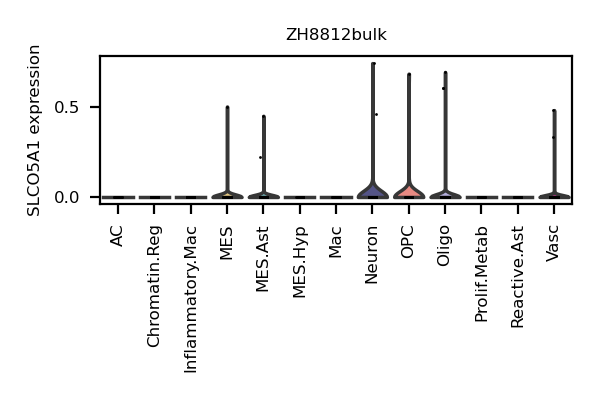 ZH8812bulk
SLCO5A1 expression
0.5
0.0
AC
Chromatin.Reg
Inflammatory.Mac
MES
MES.Ast
MES.Hyp
Mac
Neuron
OPC
Oligo
Prolif.Metab
Reactive.Ast
Vasc